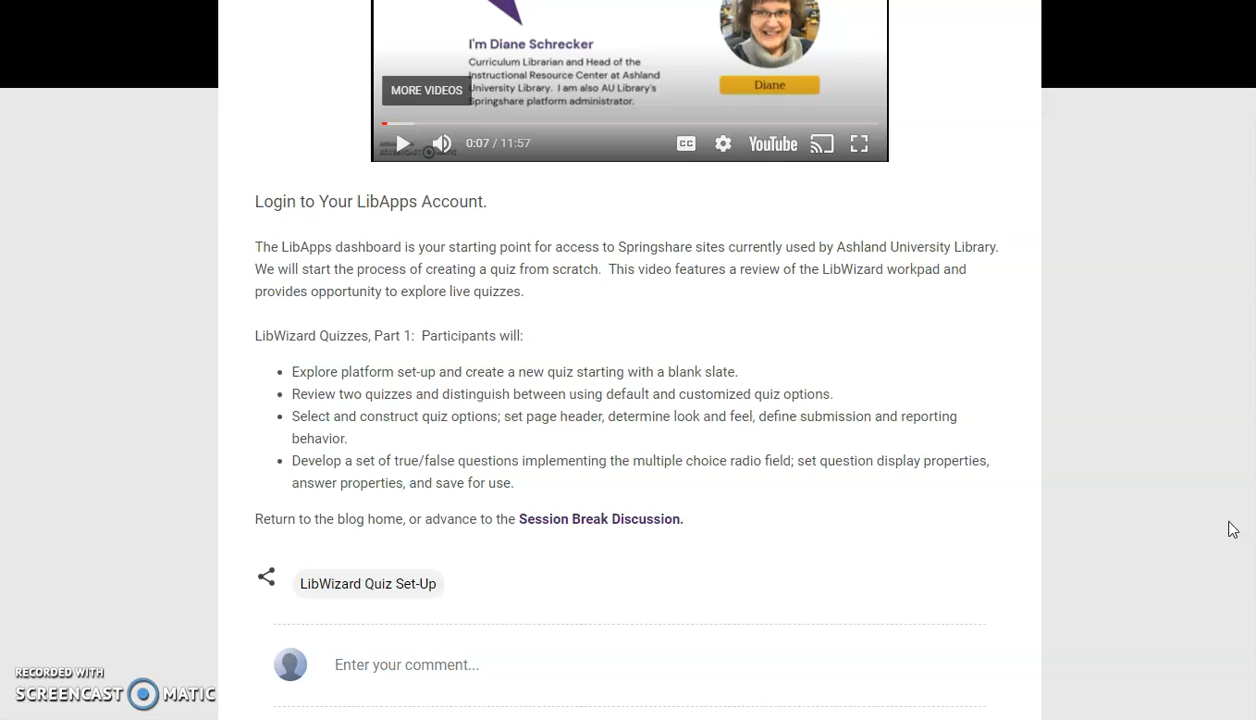 I'm Diane Schrecker
Curriculum Librarian and Head of the
Instructional Resource Center at Ashland
University Library. I am also AU Library's
Springshare platform administrator.
Diane
MORE VIDEOS
0:07 / 11:57
CC
YouTube
Login to Your LibApps Account.
The LibApps dashboard is your starting point for access to Springshare sites currently used by Ashland University Library.
We will start the process of creating a quiz from scratch. This video features a review of the LibWizard workpad and
provides opportunity to explore live quizzes.
LibWizard Quizzes, Part 1: Participants will:
• Explore platform set-up and create a new quiz starting with a blank slate.
• Review two quizzes and distinguish between using default and customized quiz options.
• Select and construct quiz options; set page header, determine look and feel, define submission and reporting
behavior.
• Develop a set of true/false questions implementing the multiple choice radio field; set question display properties,
answer properties, and save for use.
Return to the blog home, or advance to the Session Break Discussion.
LibWizard Quiz Set-Up
Enter your comment...
RECORDED WITH
SCREENCAST MATIC